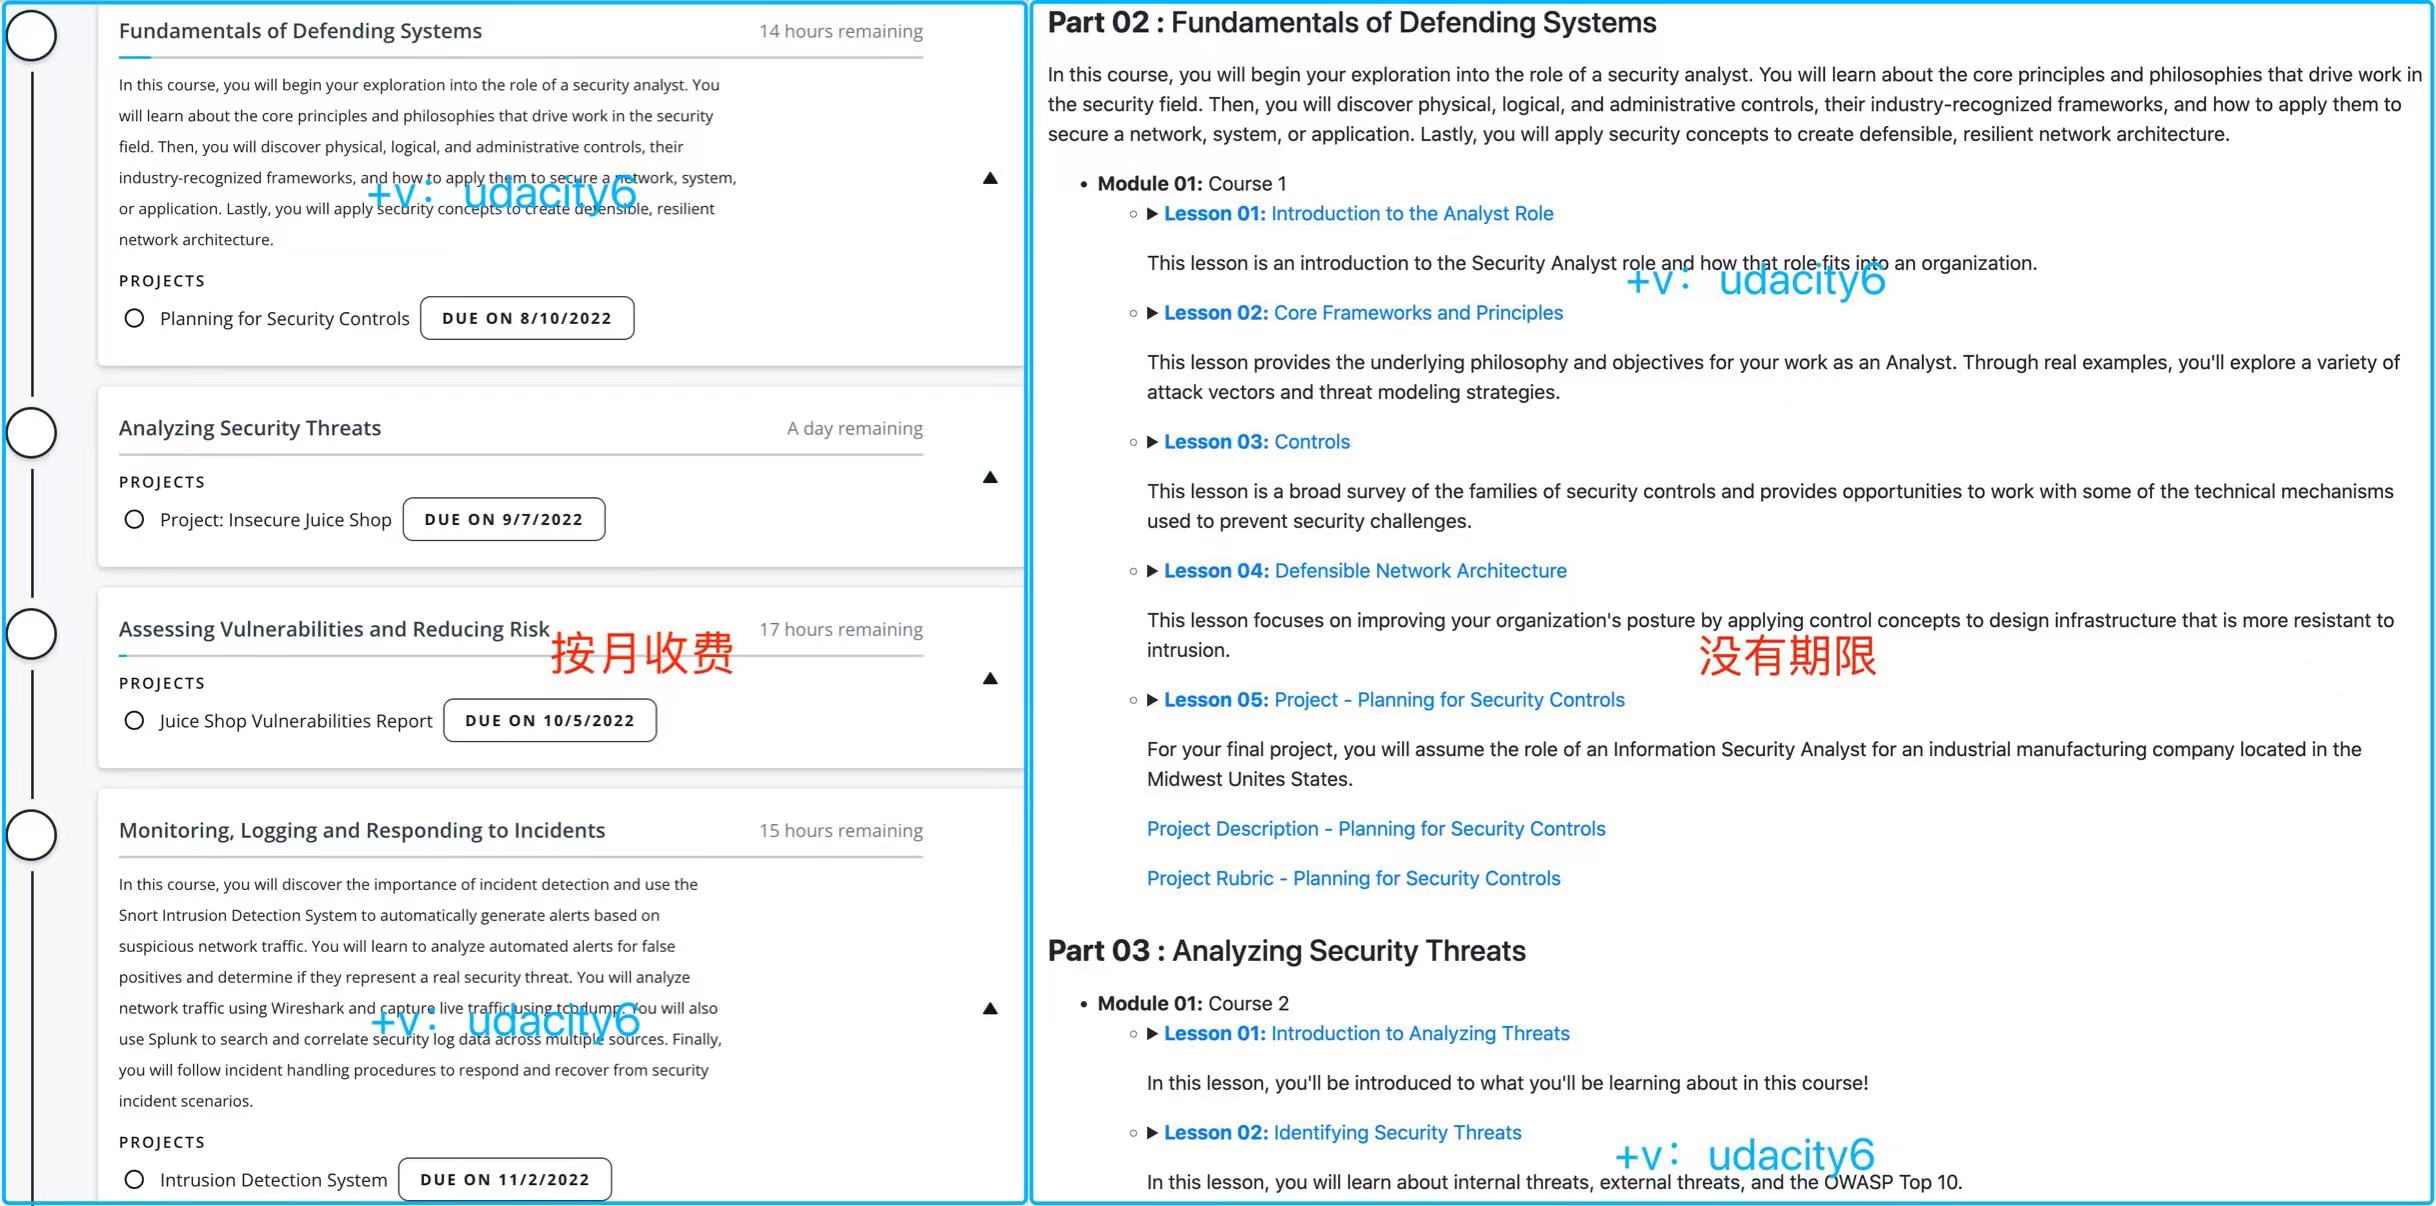 Fundamentals of Defending Systems
14 hours remaining
In this course, you will begin your exploration into the role of a security analyst. You
will learn about the core principles and philosophies that drive work in the security
field. Then, you will discover physical, logical, and administrative controls, their
industry-recognized frameworks, and how to apply them to secure a network, system,
or application. Lastly, you will apply security concepts to create defensible, resilient
network architecture.
+v：udacity6
PROJECTS
Planning for Security Controls
DUE ON 8/10/2022
Analyzing Security Threats
A day remaining
PROJECTS
Project: Insecure Juice Shop
DUE ON 9/7/2022
Assessing Vulnerabilities and Reducing Risk
17 hours remaining
按月收费
PROJECTS
Juice Shop Vulnerabilities Report
DUE ON 10/5/2022
Monitoring, Logging and Responding to Incidents
15 hours remaining
In this course, you will discover the importance of incident detection and use the
Snort Intrusion Detection System to automatically generate alerts based on
suspicious network traffic. You will learn to analyze automated alerts for false
positives and determine if they represent a real security threat. You will analyze
network traffic using Wireshark and capture live traffic using tcpdump. You will also
use Splunk to search and correlate security log data across multiple sources. Finally,
you will follow incident handling procedures to respond and recover from security
incident scenarios.
+v：udacity6
PROJECTS
Intrusion Detection System
DUE ON 11/2/2022
Part 02 : Fundamentals of Defending Systems
In this course, you will begin your exploration into the role of a security analyst. You will learn about the core principles and philosophies that drive work in
the security field. Then, you will discover physical, logical, and administrative controls, their industry-recognized frameworks, and how to apply them to
secure a network, system, or application. Lastly, you will apply security concepts to create defensible, resilient network architecture.
Module 01: Course 1
Lesson 01: Introduction to the Analyst Role
This lesson is an introduction to the Security Analyst role and how that role fits into an organization.
+v：udacity6
Lesson 02: Core Frameworks and Principles
This lesson provides the underlying philosophy and objectives for your work as an Analyst. Through real examples, you'll explore a variety of
attack vectors and threat modeling strategies.
Lesson 03: Controls
This lesson is a broad survey of the families of security controls and provides opportunities to work with some of the technical mechanisms
used to prevent security challenges.
Lesson 04: Defensible Network Architecture
This lesson focuses on improving your organization's posture by applying control concepts to design infrastructure that is more resistant to
intrusion.
没有期限
Lesson 05: Project - Planning for Security Controls
For your final project, you will assume the role of an Information Security Analyst for an industrial manufacturing company located in the
Midwest Unites States.
Project Description - Planning for Security Controls
Project Rubric - Planning for Security Controls
Part 03 : Analyzing Security Threats
Module 01: Course 2
Lesson 01: Introduction to Analyzing Threats
In this lesson, you'll be introduced to what you'll be learning about in this course!
Lesson 02: Identifying Security Threats
+v：udacity6
In this lesson, you will learn about internal threats, external threats, and the OWASP Top 10.